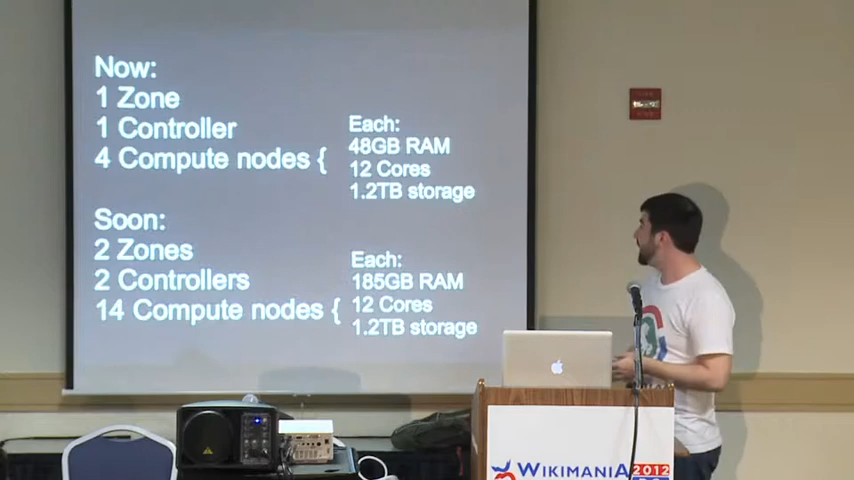 Now:
1 Zone
1 Controller
4 Compute nodes {
Each:
48GB RAM
12 Cores
1.2TB storage
Soon:
2 Zones
2 Controllers
14 Compute nodes {
Each:
185GB RAM
12 Cores
1.2TB storage
WIKIMANIA 2012